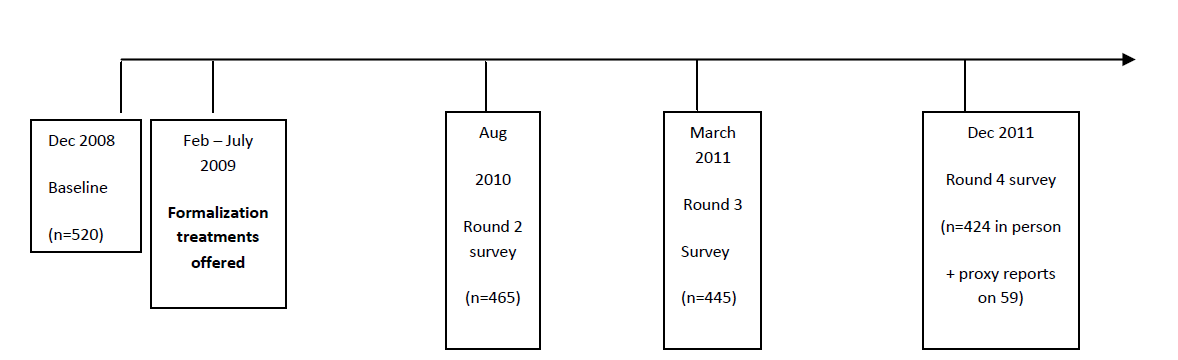 Dec 2008
Baseline
(n=520)
Feb – July
2009
Formalization
treatments
offered
Aug
2010
Round 2
survey
(n=465)
March
2011
Round 3
Survey
(n=445)
Dec 2011
Round 4 survey
(n=424 in person
+ proxy reports
on 59)